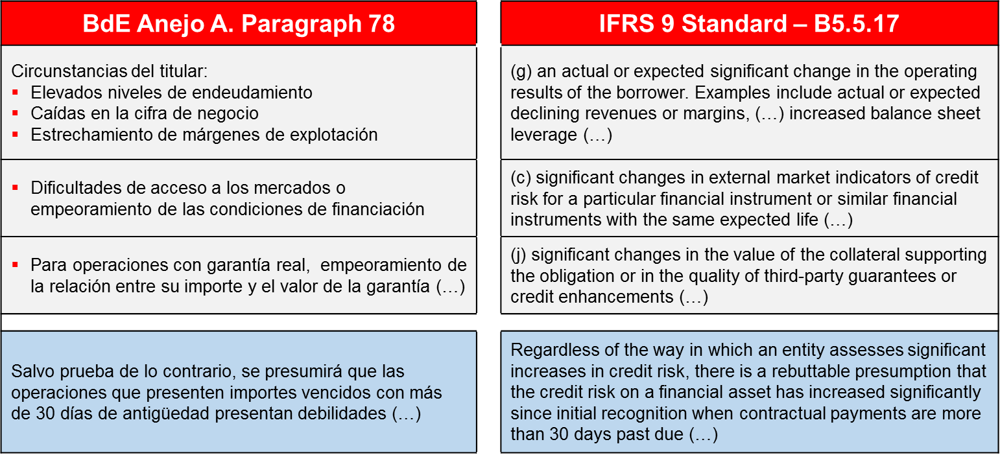 BdE Anejo A. Paragraph 78
IFRS 9 Standard – B5.5.17
Circunstancias del titular:
▪ Elevados niveles de endeudamiento
▪ Caídas en la cifra de negocio
▪ Estrechamiento de márgenes de explotación
(g) an actual or expected significant change in the operating
results of the borrower. Examples include actual or expected
declining revenues or margins, (…) increased balance sheet
leverage (…)
▪ Dificultades de acceso a los mercados o
empeoramiento de las condiciones de financiación
(c) significant changes in external market indicators of credit
risk for a particular financial instrument or similar financial
instruments with the same expected life (…)
▪ Para operaciones con garantía real, empeoramiento de
la relación entre su importe y el valor de la garantía (…)
(j) significant changes in the value of the collateral supporting
the obligation or in the quality of third-party guarantees or
credit enhancements (…)
Salvo prueba de lo contrario, se presumirá que las
operaciones que presenten importes vencidos con más
de 30 días de antigüedad presentan debilidades (…)
Regardless of the way in which an entity assesses significant
increases in credit risk, there is a rebuttable presumption that
the credit risk on a financial asset has increased significantly
since initial recognition when contractual payments are more
than 30 days past due (…)